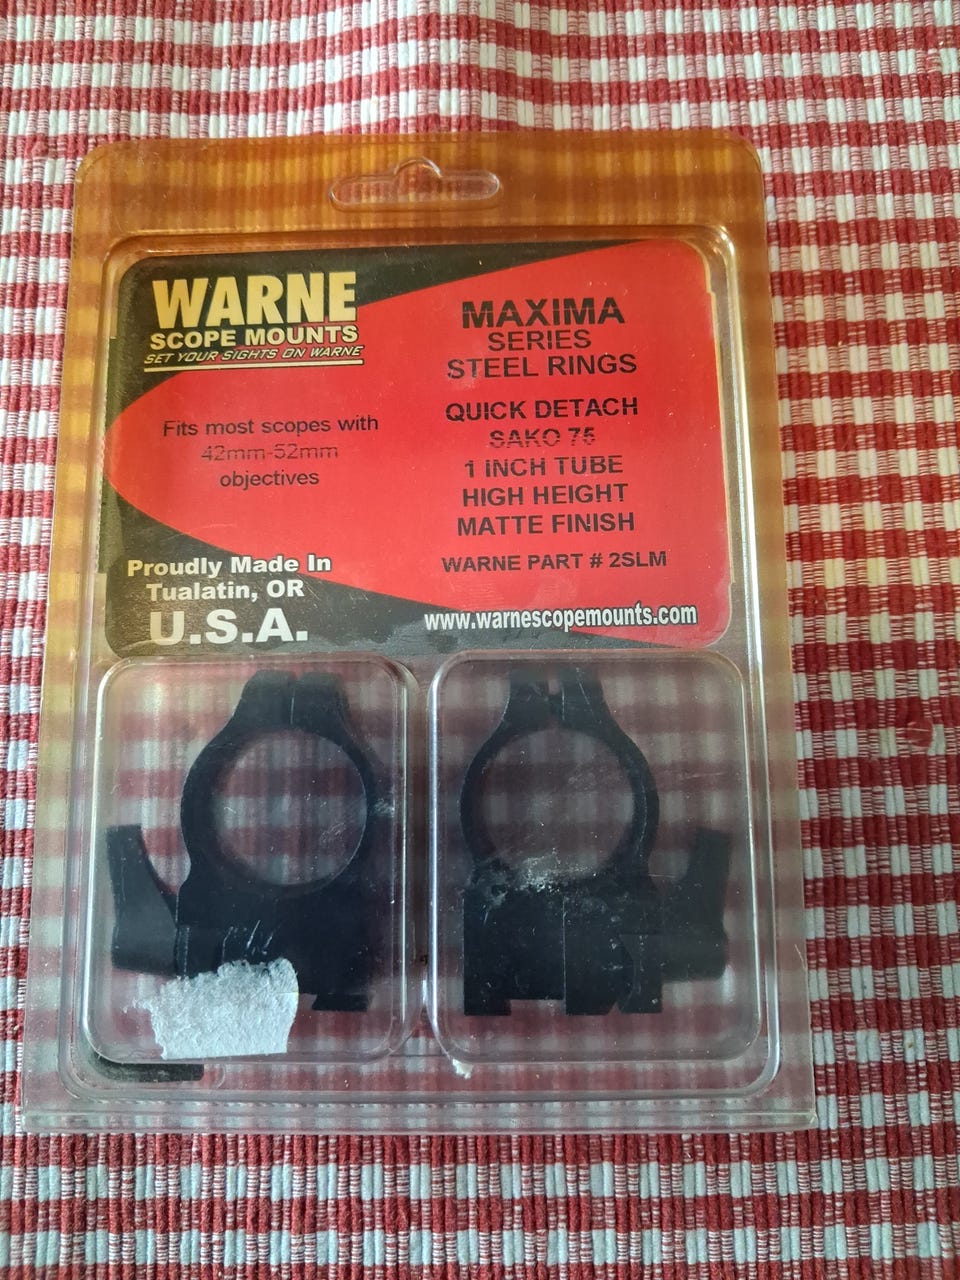 WARNE
SCOPE MOUNTS
SET YOUR SIGHTS ON WARNE
Fits most scopes with
42mm-52mm
objectives
Proudly Made In
Tualatin, OR
U.S.A.
MAXIMA
SERIES
STEEL RINGS
QUICK DETACH
SAKO 75
1 INCH TUBE
HIGH HEIGHT
MATTE FINISH
WARNE PART # 2SLM
www.warnescopemounts.com